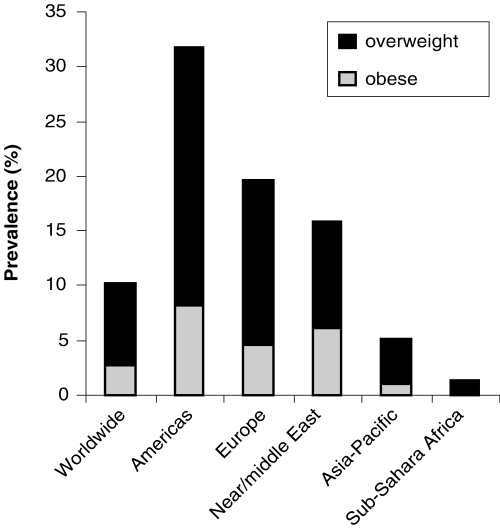 35
30
25
20
15
10
5
0
Prevalence (%)
overweight
obese
Worldwide
Americas
Europe
Near/middle East
Asia-Pacific
Sub-Sahara Africa